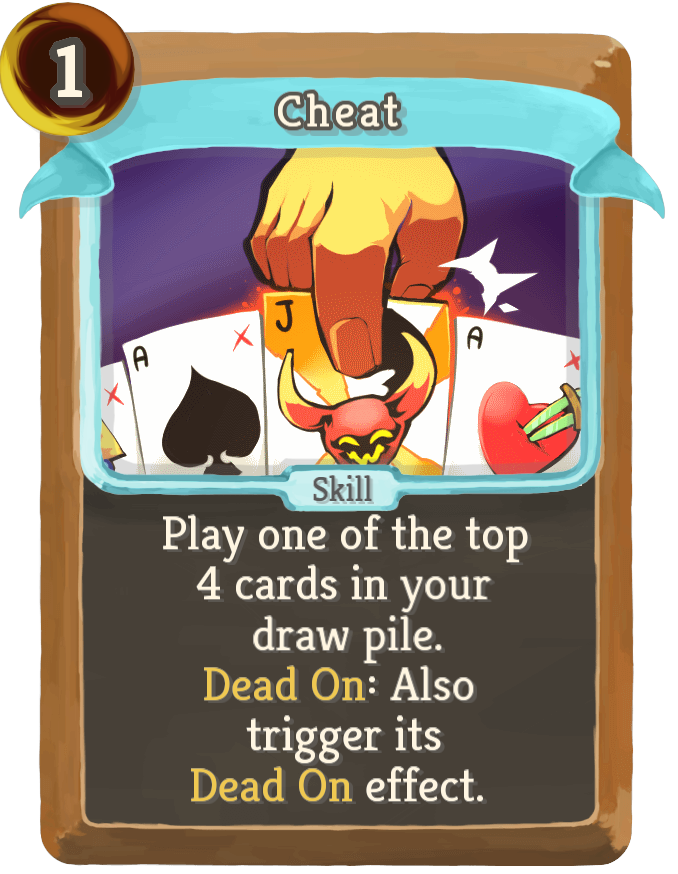 1
Cheat
J
A
A
Skill
Play one of the top
4 cards in your
draw pile.
Dead On: Also
trigger its
Dead On effect.